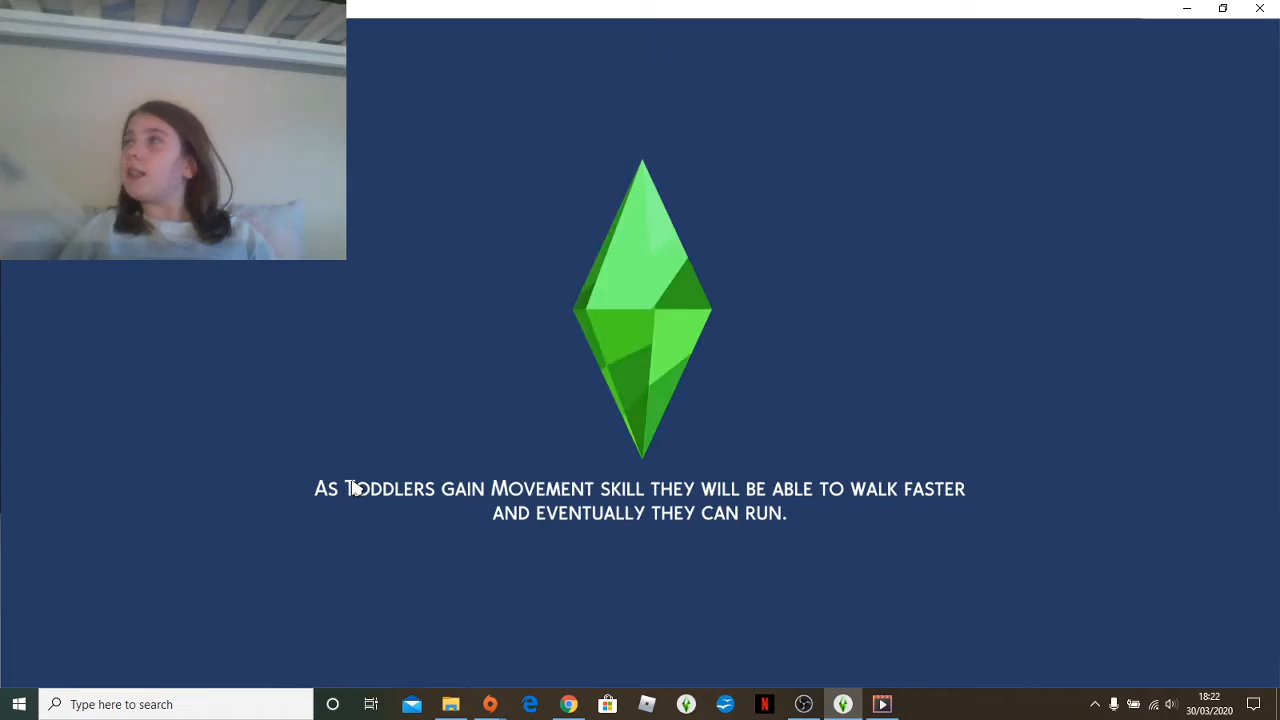 As Toddlers gain Movement skill they will be able to walk faster
and eventually they can run.
Type here to search
18:22
30/03/2020